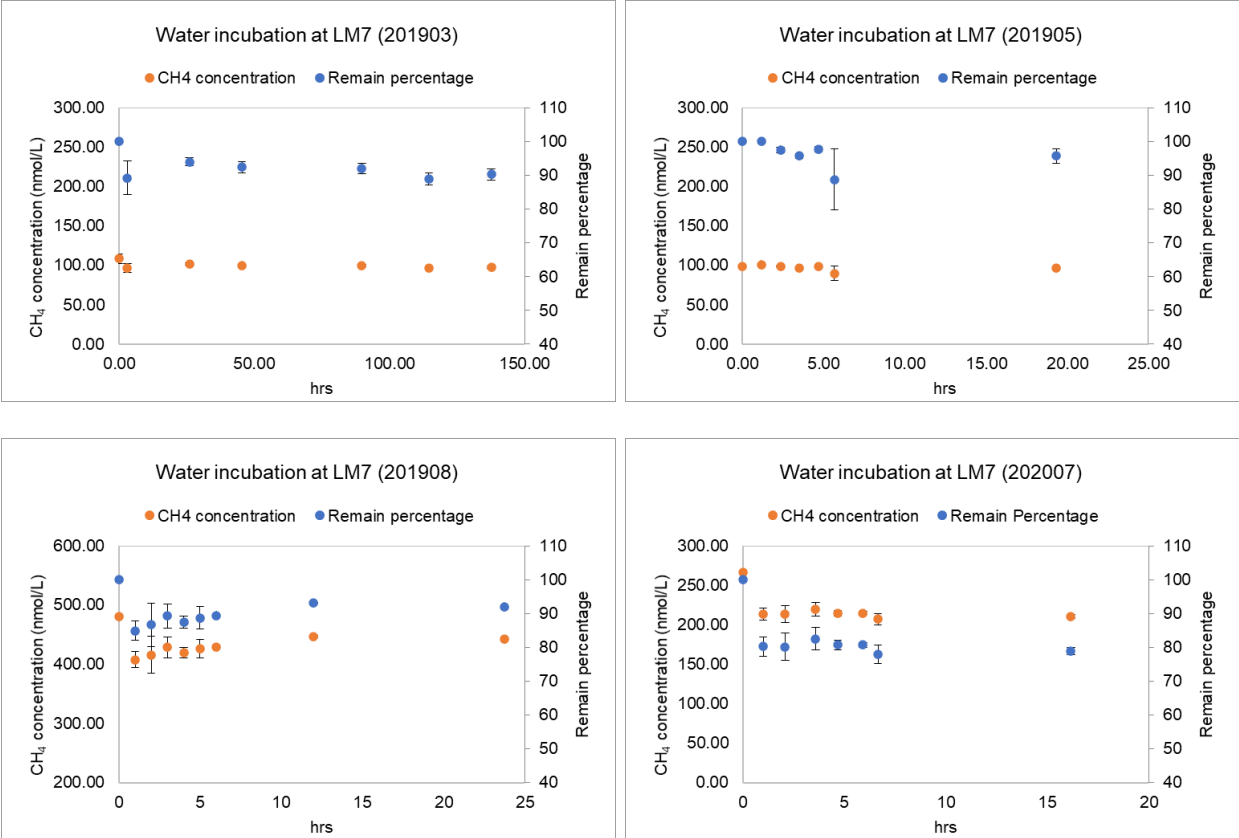 Water incubation at LM7 (201903)
CH4 concentration Remain percentage
300.00
250.00
200.00
150.00
100.00
50.00
0.00
CH₄ concentration (nmol/L)
110
100
90
80
70
60
50
40
Remain percentage
0.00 50.00 100.00 150.00
hrs
Water incubation at LM7 (201905)
CH4 concentration Remain percentage
300.00
250.00
200.00
150.00
100.00
50.00
0.00
CH₄ concentration (nmol/L)
110
100
90
80
70
60
50
40
Remain percentage
0.00 5.00 10.00 15.00 20.00 25.00
hrs
Water incubation at LM7 (201908)
CH4 concentration Remain percentage
600.00
500.00
400.00
300.00
200.00
CH₄ concentration (nmol/L)
110
100
90
80
70
60
50
40
Remain percentage
0 5 10 15 20 25
hrs
Water incubation at LM7 (202007)
CH4 concentration Remain Percentage
300.00
250.00
200.00
150.00
100.00
50.00
0.00
CH₄ concentration (nmol/L)
110
100
90
80
70
60
50
40
Remain percentage
0 5 10 15 20
hrs